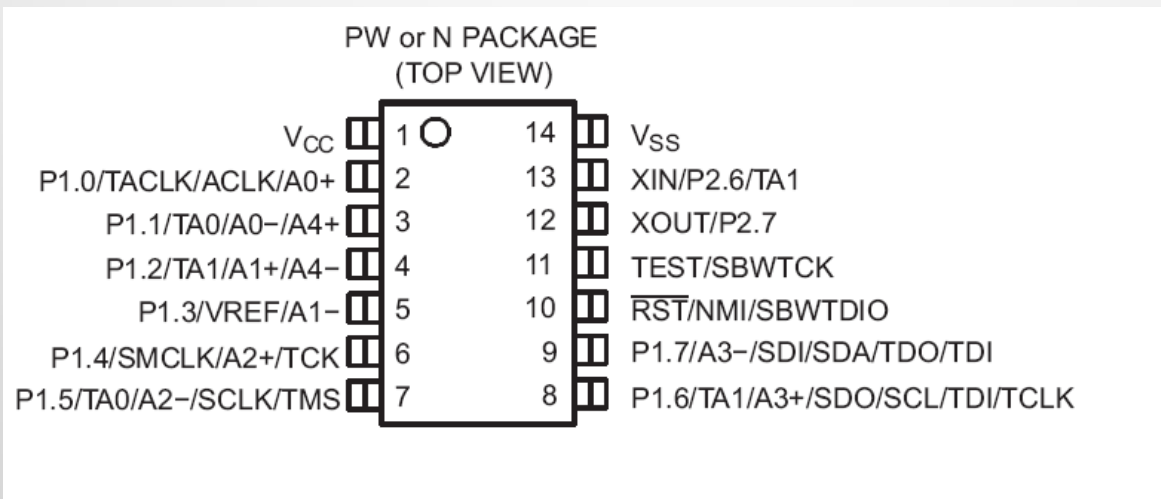 PW or N PACKAGE
(TOP VIEW)
VCC 1 14 VSS
P1.0/TACLK/ACLK/A0+ 2 13 XIN/P2.6/TA1
P1.1/TA0/A0−/A4+ 3 12 XOUT/P2.7
P1.2/TA1/A1+/A4− 4 11 TEST/SBWTCK
P1.3/VREF/A1− 5 10 RST/NMI/SBWTDIO
P1.4/SMCLK/A2+/TCK 6 9 P1.7/A3−/SDI/SDA/TDO/TDI
P1.5/TA0/A2−/SCLK/TMS 7 8 P1.6/TA1/A3+/SDO/SCL/TDI/TCLK